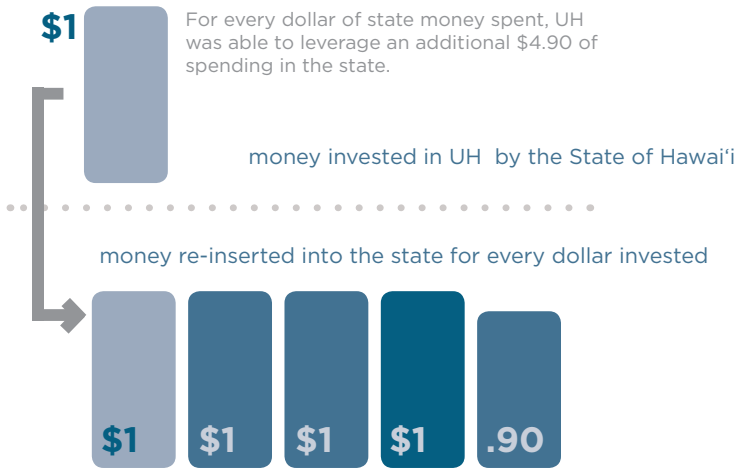 $1
For every dollar of state money spent, UH
was able to leverage an additional $4.90 of
spending in the state.
money invested in UH by the State of Hawaiʻi
money re-inserted into the state for every dollar invested
$1 $1 $1 $1 .90